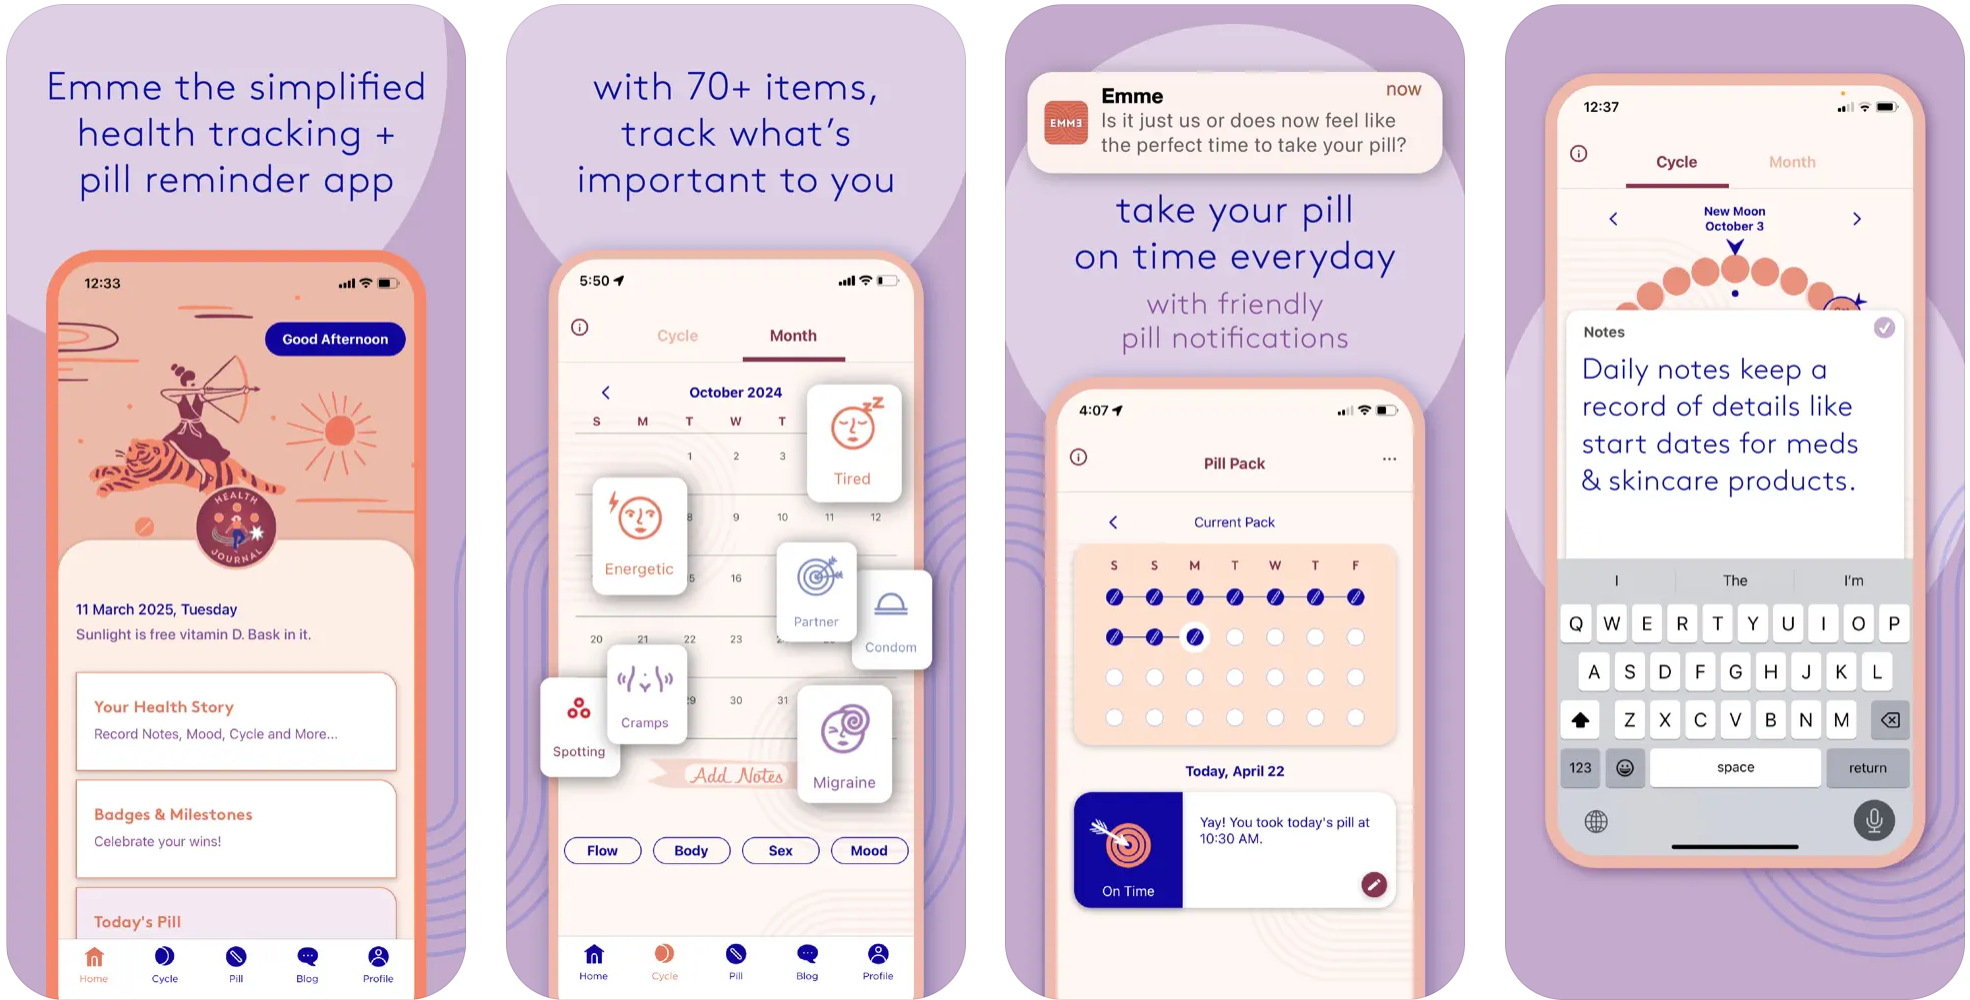 Emme the simplified
health tracking +
pill reminder app
12:33
Good Afternoon
HEALTH
JOURNAL
11 March 2025, Tuesday
Sunlight is free vitamin D. Bask in it.
Your Health Story
Record Notes, Mood, Cycle and More...
Badges & Milestones
Celebrate your wins!
Today's Pill
Home Cycle Pill Blog Profile
with 70+ items,
track what's
important to you
5:50
Cycle Month
October 2024
S M T W T
1 2 3
Tired
8 9 10 11 12
Energetic
5 16
Partner
Condom
20 21 22 23
Cramps
Spotting
29 30 31
Migraine
Add Notes
Flow Body Sex Mood
Home Cycle Pill Blog Profile
Emme now
EMME
Is it just us or does now feel like
the perfect time to take your pill?
take your pill
on time everyday
with friendly
pill notifications
4:07
Pill Pack
Current Pack
S S M T W T F
Today, April 22
Yay! You took today's pill at
10:30 AM.
On Time
12:37
Cycle Month
New Moon
October 3
Notes
Daily notes keep a
record of details like
start dates for meds
& skincare products.
I The I'm
Q W E R T Y U I O P
A S D F G H J K L
Z X C V B N M
123 space return